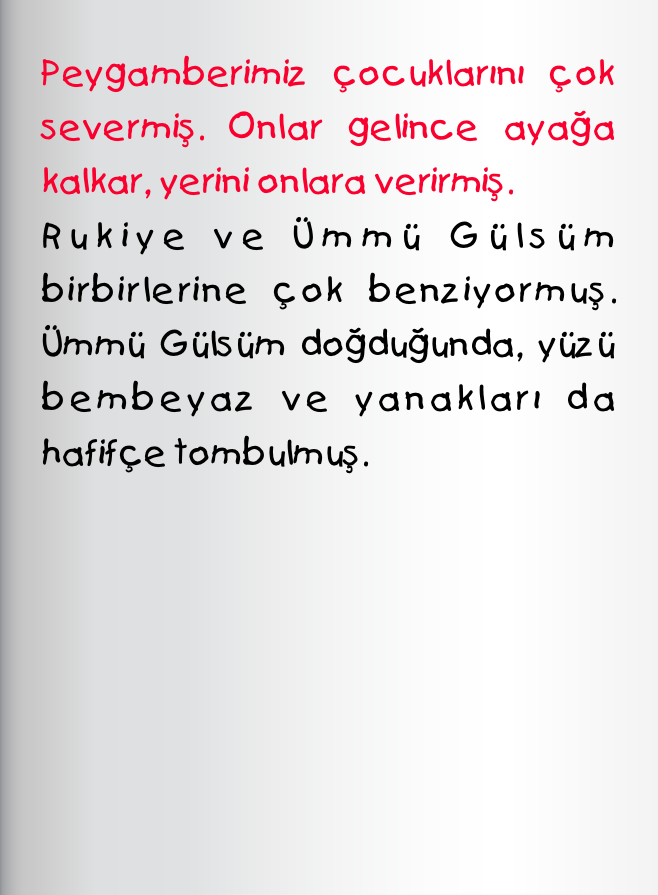 Peygamberimiz çocuklarını çok
severmiş. Onlar gelince ayağa
kalkar, yerini onlara verirmiş.
Rukiye ve Ümmü Gülsüm
birbirlerine çok benziyormuş.
Ümmü Gülsüm doğduğunda, yüzü
bembeyaz ve yanakları da
hafifçe tombulmuş.